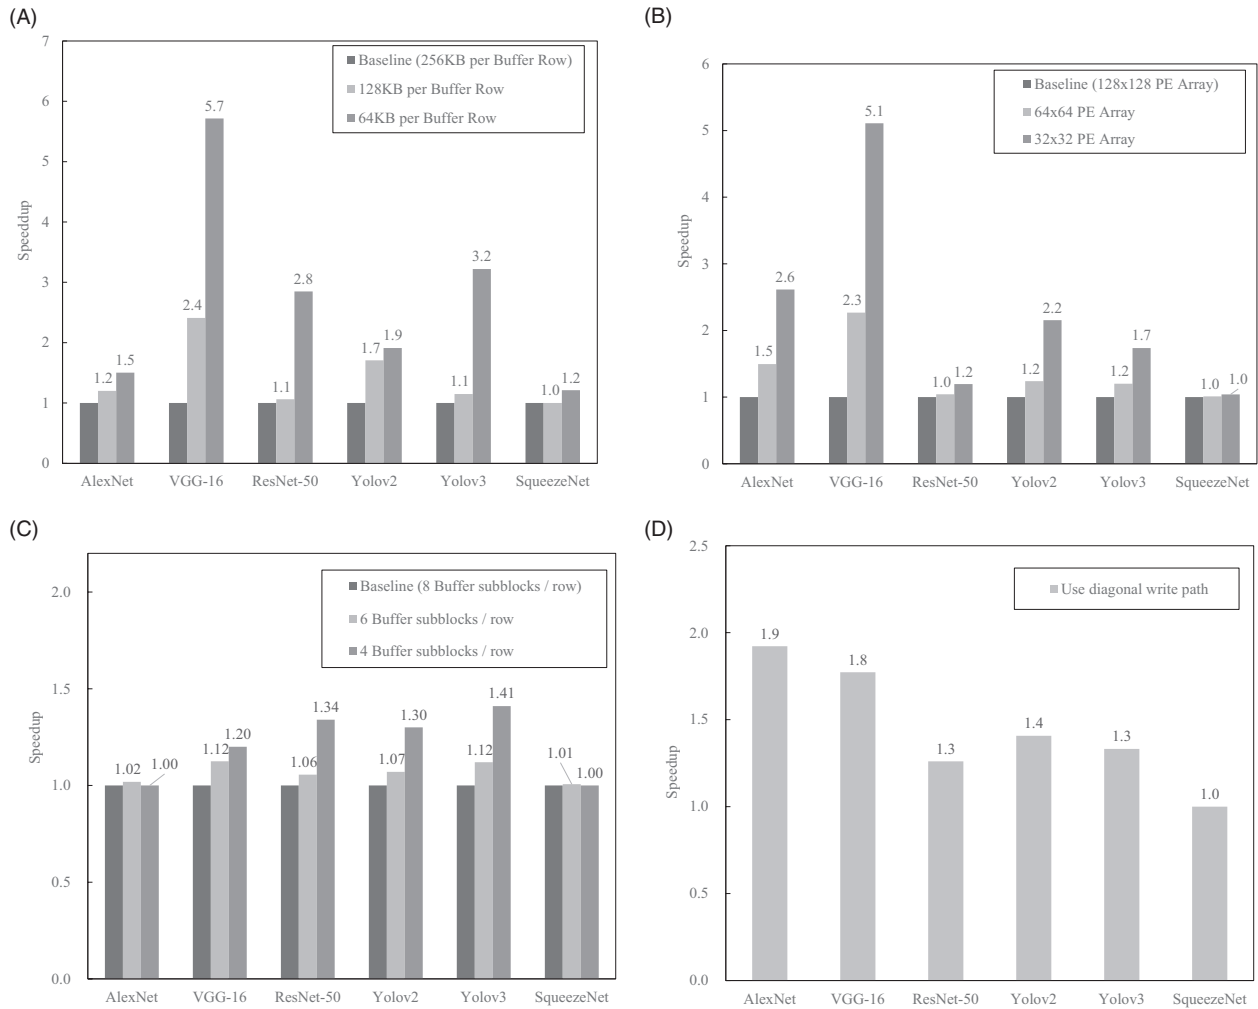 (A)
7
6
5
4
3
2
1
0
Speeddup
Baseline (256KB per Buffer Row)
128KB per Buffer Row
64KB per Buffer Row
1.2 1.5
2.4 5.7
1.1 2.8
1.7 1.9
1.1 3.2
1.0 1.2
AlexNet VGG-16 ResNet-50 Yolov2 Yolov3 SqueezeNet
(B)
6
5
4
3
2
1
0
Speedup
Baseline (128x128 PE Array)
64x64 PE Array
32x32 PE Array
1.5 2.6
2.3 5.1
1.0 1.2
1.2 2.2
1.2 1.7
1.0 1.0
AlexNet VGG-16 ResNet-50 Yolov2 Yolov3 SqueezeNet
(C)
2.0
1.5
1.0
0.5
0.0
Speedup
Baseline (8 Buffer subblocks / row)
6 Buffer subblocks / row
4 Buffer subblocks / row
1.02 1.00
1.12 1.20
1.06 1.34
1.07 1.30
1.12 1.41
1.01 1.00
AlexNet VGG-16 ResNet-50 Yolov2 Yolov3 SqueezeNet
(D)
2.5
2.0
1.5
1.0
0.5
0.0
Speedup
Use diagonal write path
1.9 1.8 1.3 1.4 1.3 1.0
AlexNet VGG-16 ResNet-50 Yolov2 Yolov3 SqueezeNet